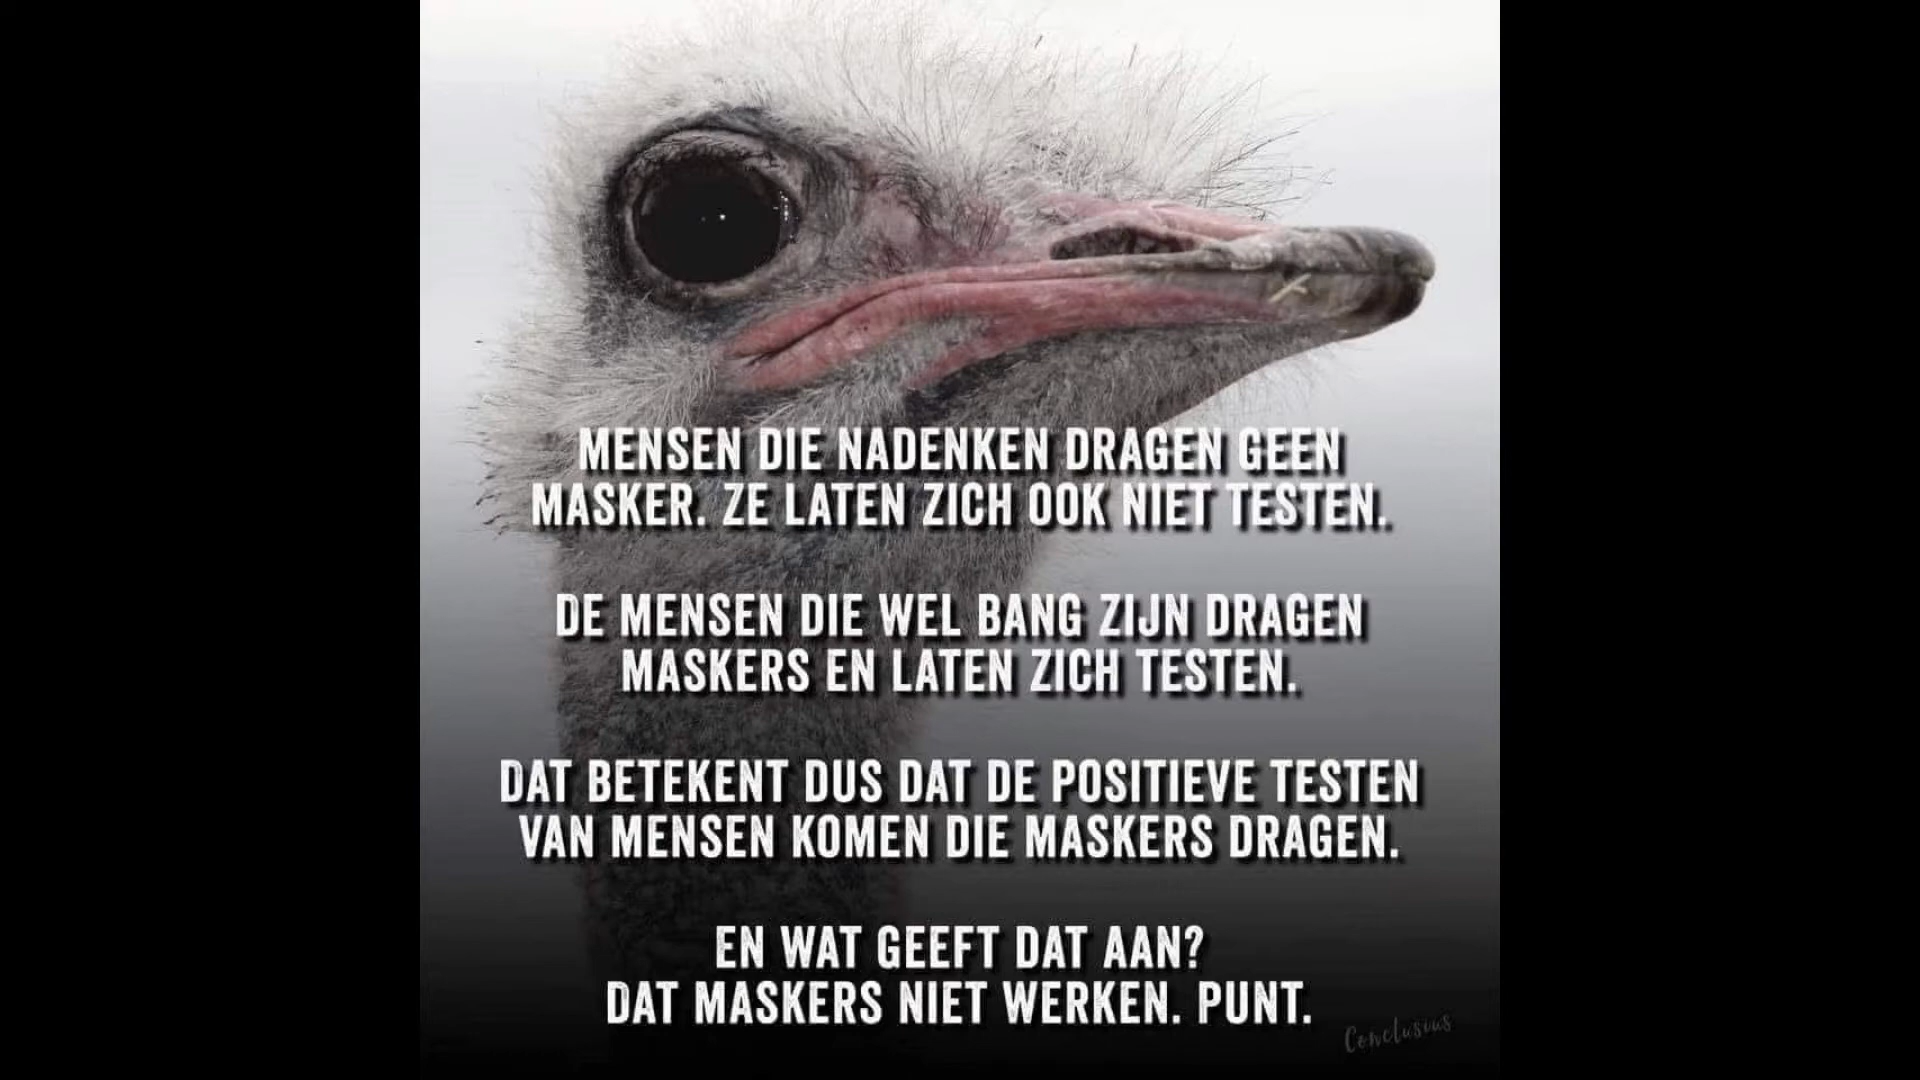 MENSEN DIE NADENKEN DRAGEN GEEN
MASKER. ZE LATEN ZICH OOK NIET TESTEN.
DE MENSEN DIE WEL BANG ZIJN DRAGEN
MASKERS EN LATEN ZICH TESTEN.
DAT BETEKENT DUS DAT DE POSITIEVE TESTEN
VAN MENSEN KOMEN DIE MASKERS DRAGEN.
EN WAT GEEFT DAT AAN?
DAT MASKERS NIET WERKEN. PUNT.
Conclusius